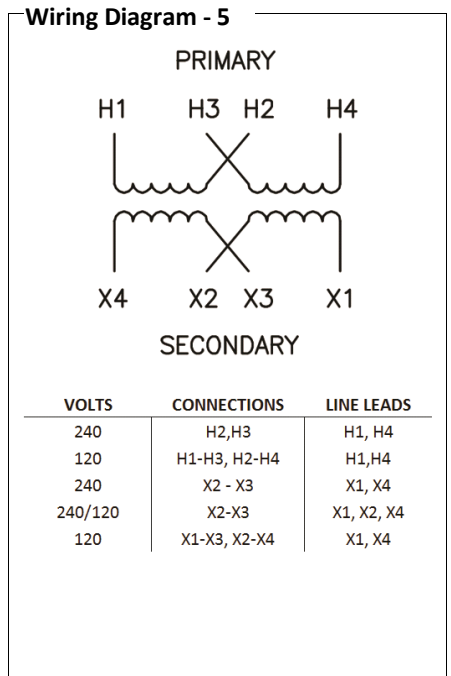 Wiring Diagram - 5
PRIMARY
H1 H3 H2 H4
X4 X2 X3 X1
SECONDARY
VOLTS CONNECTIONS LINE LEADS
240 H2,H3 H1, H4
120 H1-H3, H2-H4 H1,H4
240 X2 - X3 X1, X4
240/120 X2-X3 X1, X2, X4
120 X1-X3, X2-X4 X1, X4